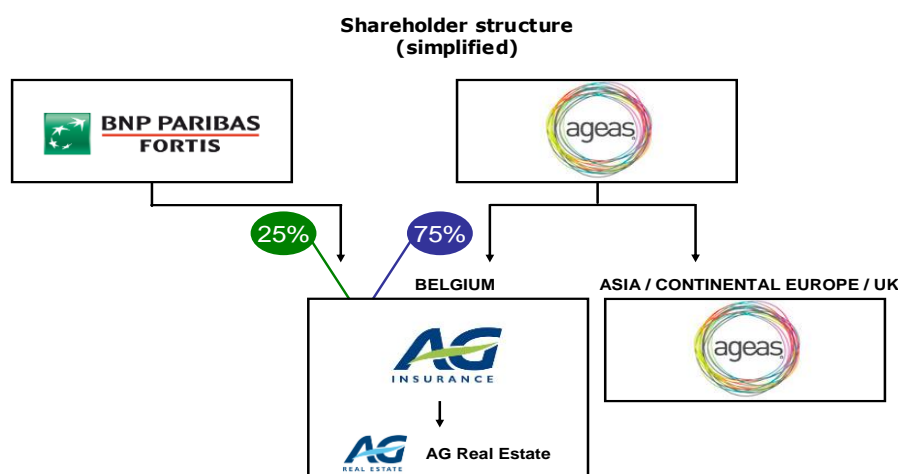 Shareholder structure
(simplified)
BNP PARIBAS
FORTIS
ageas
25%
75%
BELGIUM
ASIA / CONTINENTAL EUROPE / UK
AG
INSURANCE
ageas
AG
REAL ESTATE
AG Real Estate